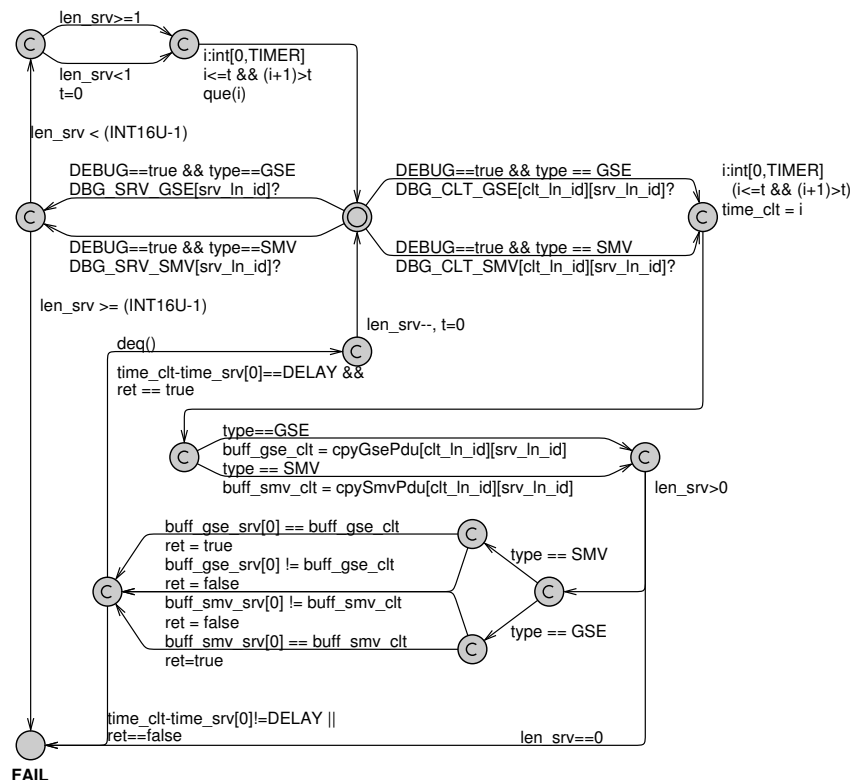 len_srv>=1
C
C
len_srv<1
t=0
i:int[0,TIMER]
i<=t && (i+1)>t
que(i)
len_srv < (INT16U-1)
DEBUG==true && type==GSE
DBG_SRV_GSE[srv_ln_id]?
DEBUG==true && type == GSE
DBG_CLT_GSE[clt_ln_id][srv_ln_id]?
i:int[0,TIMER]
(i<=t && (i+1)>t)
time_clt = i
C
C
DEBUG==true && type==SMV
DBG_SRV_SMV[srv_ln_id]?
DEBUG==true && type == SMV
DBG_CLT_SMV[clt_ln_id][srv_ln_id]?
len_srv >= (INT16U-1)
len_srv--, t=0
deq()
C
time_clt-time_srv[0]==DELAY &&
ret == true
type==GSE
buff_gse_clt = cpyGsePdu[clt_ln_id][srv_ln_id]
C
C
type == SMV
buff_smv_clt = cpySmvPdu[clt_ln_id][srv_ln_id]
len_srv>0
buff_gse_srv[0] == buff_gse_clt
ret = true
C
type == SMV
buff_gse_srv[0] != buff_gse_clt
ret = false
C
C
buff_smv_srv[0] != buff_smv_clt
ret = false
type == GSE
buff_smv_srv[0] == buff_smv_clt
ret=true
C
time_clt-time_srv[0]!=DELAY ||
ret==false
len_srv==0
FAIL